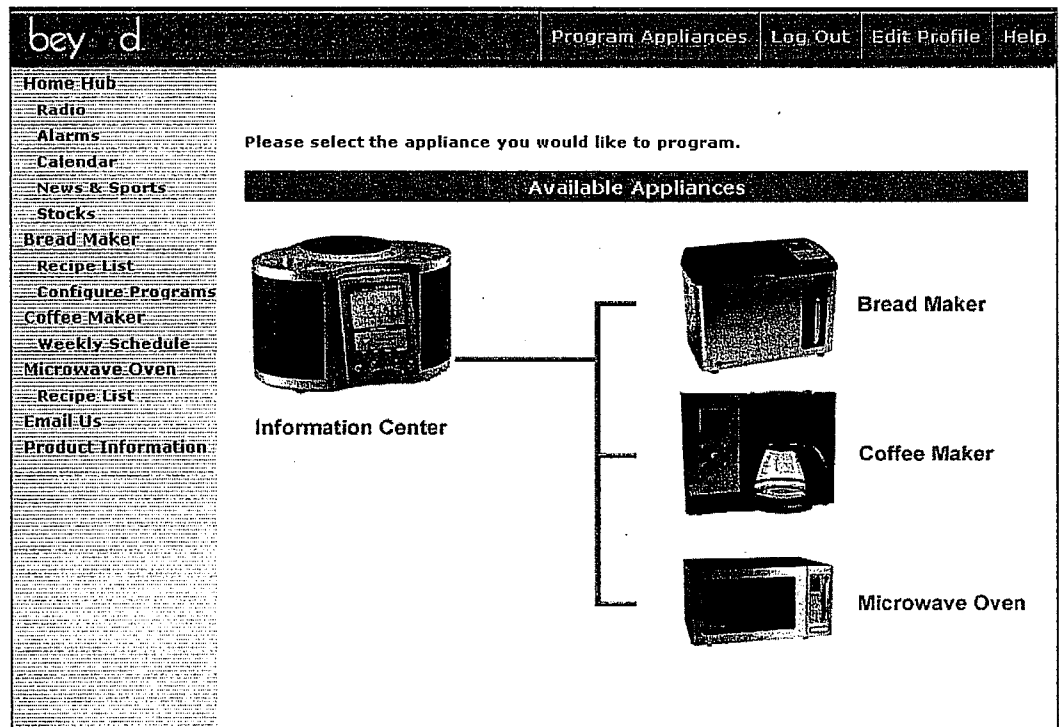 Program Appliances Log Out Edit Profile Help
Home Hub
Radio
Alarms
Calendar
News & Sports
Stocks
Bread Maker
Recipe List
Configure Programs
Coffee Maker
Weekly Schedule
Microwave Oven
Recipe List
Email Us
Product Information
Please select the appliance you would like to program.
Available Appliances
Information Center
Bread Maker
Coffee Maker
Microwave Oven